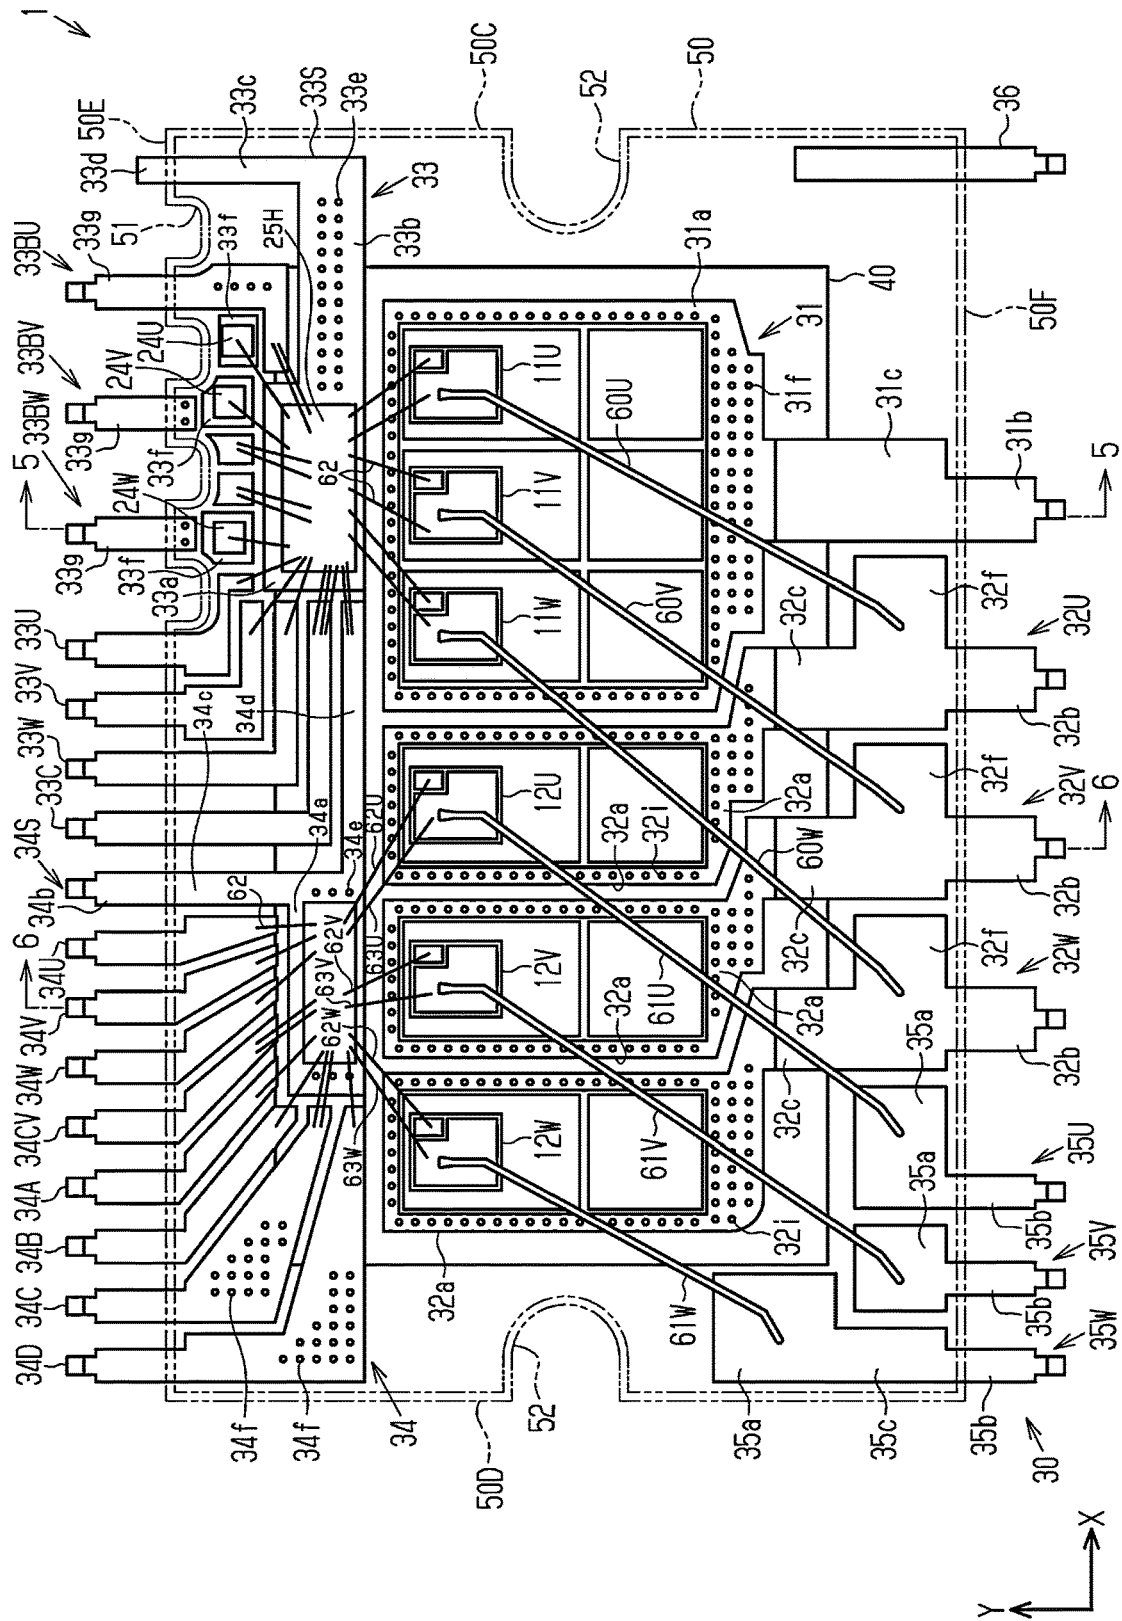 34D
34C
34B
34A
34CV
34W
34V
34U
6
34b
34S
33C
33W
33V
33U
5
33BW
33BV
33BU
1
33g
33g
33g
50E
33d
34c
33f
24W
33f
24V
24U
51
33a
33f
33c
34f
62
34d
25H
33S
34f
34a
33e
62W
63V
62V
34e
62
63W
63U
62U
33b
33
34
50D
50C
52
12W
12V
12U
11W
11V
11U
52
32a
32a
32a
32i
60U
31a
61W
61V
61U
60V
50
32i
32a
32a
31f
31
35a
32c
32c
60W
32c
31c
40
35c
35a
35a
32f
32f
32f
50F
35b
35b
35b
32b
32b
32b
31b
36
30
35W
35V
35U
32W
32V
32U
6
5
Y
X